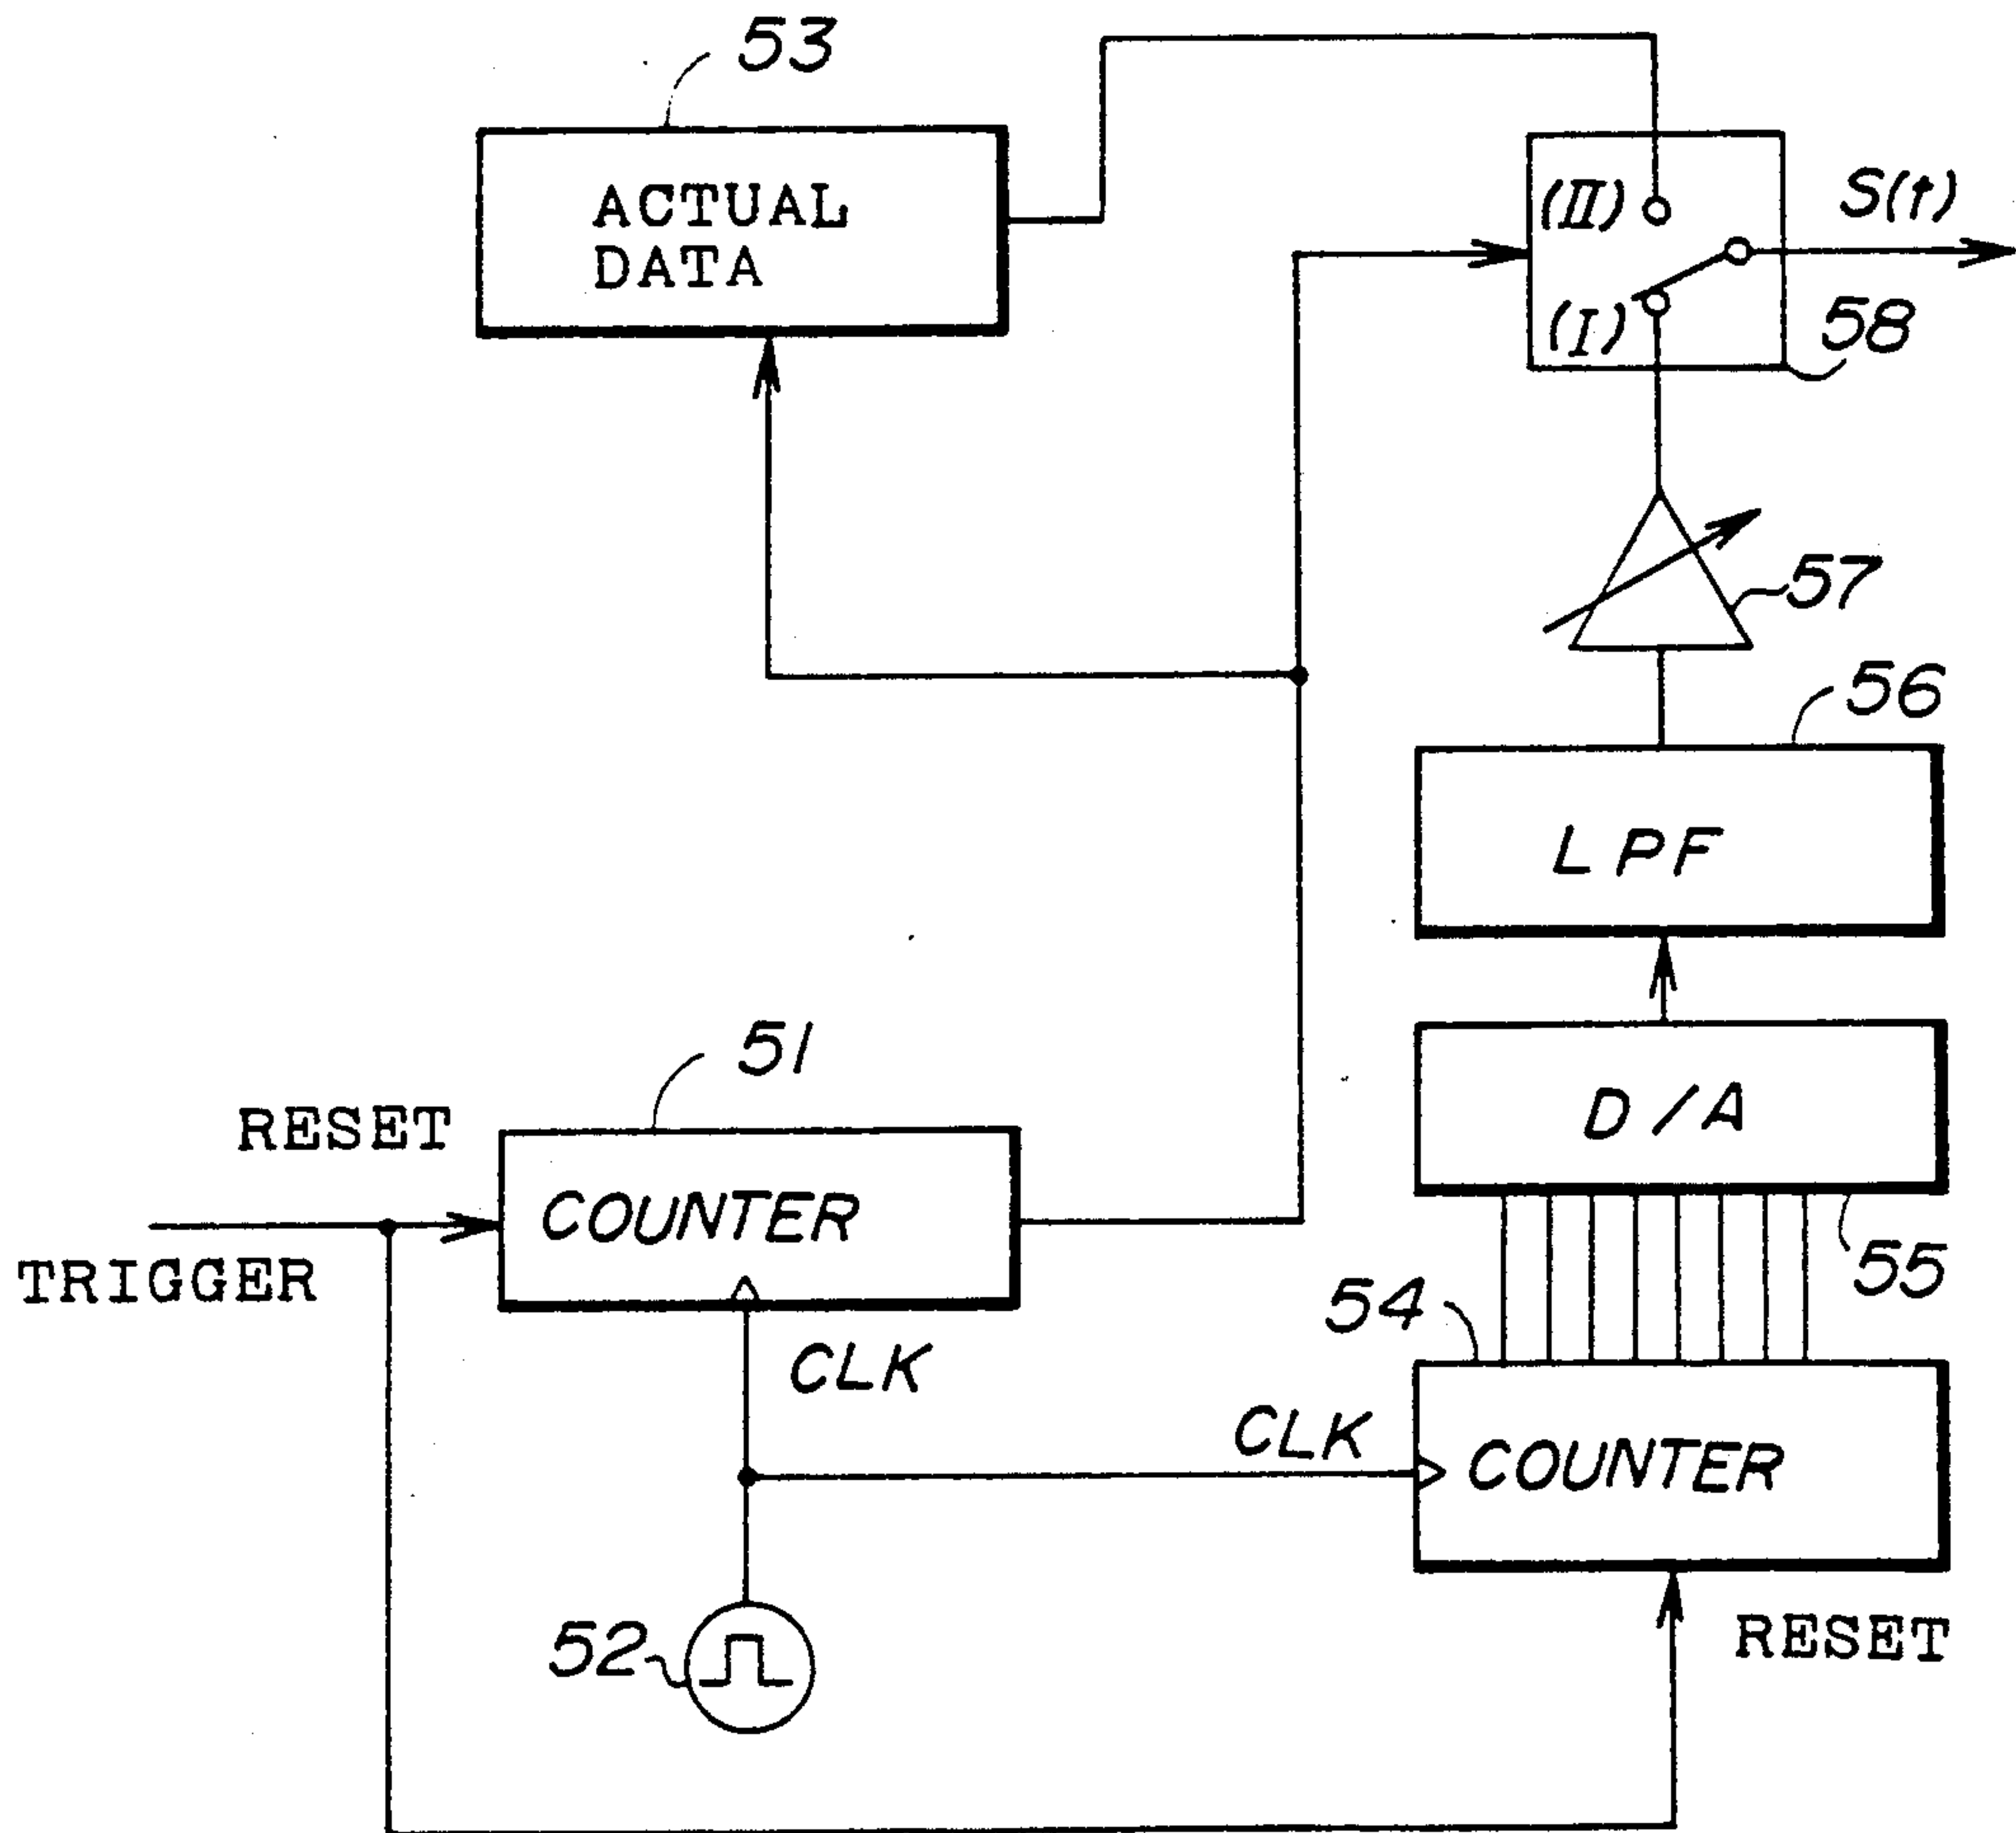 53
ACTUAL
DATA
(II)
S(t)
(I)
58
57
56
LPF
51
D/A
RESET
COUNTER
TRIGGER
55
54
CLK
CLK
COUNTER
52
RESET